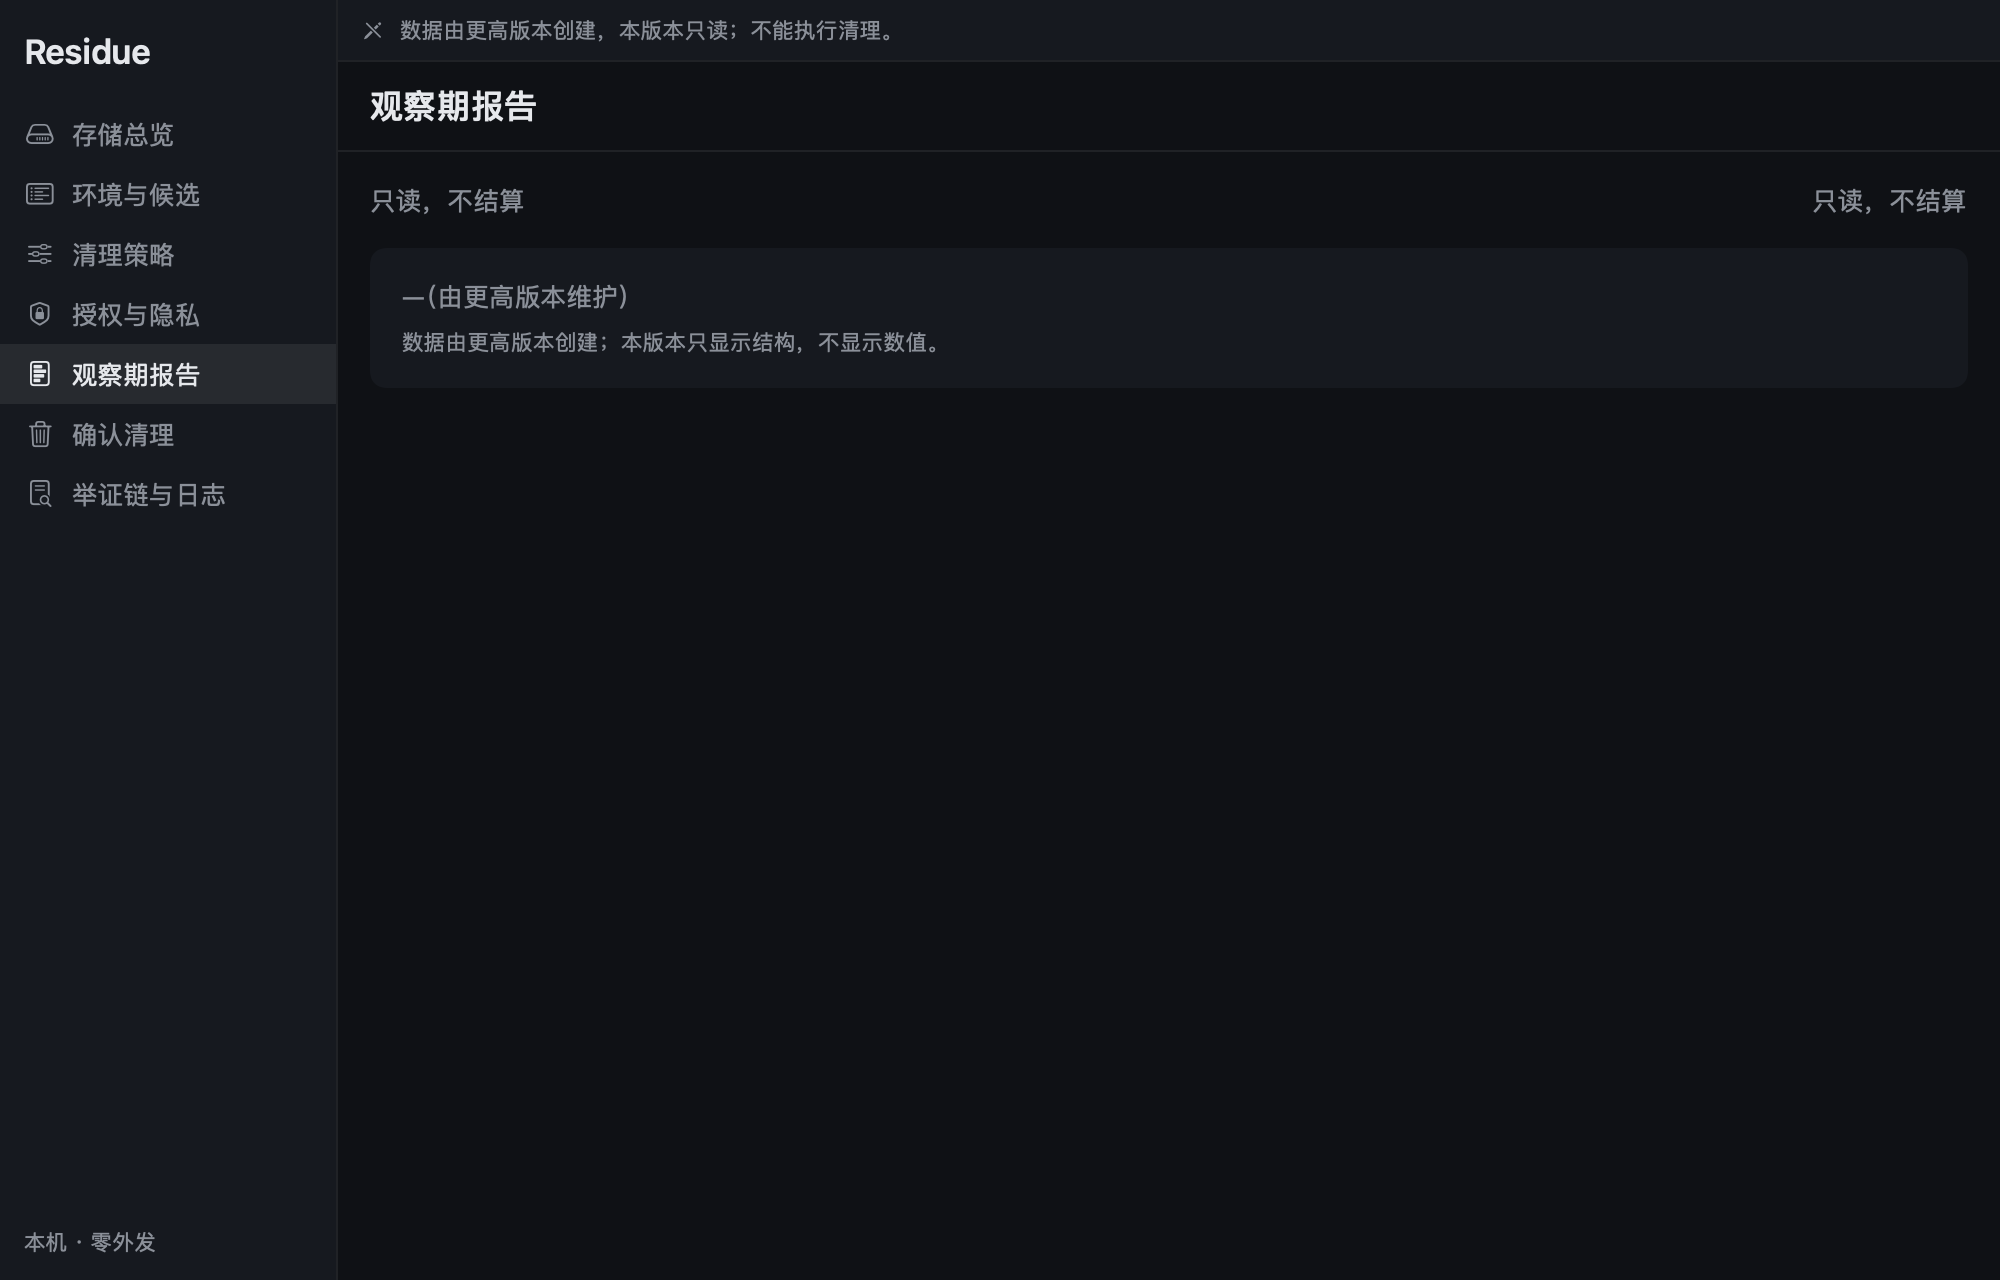 Residue
存储总览
环境与候选
清理策略
授权与隐私
观察期报告
确认清理
举证链与日志
本机 · 零外发
数据由更高版本创建，本版本只读；不能执行清理。
观察期报告
只读，不结算
只读，不结算
—(由更高版本维护)
数据由更高版本创建；本版本只显示结构，不显示数值。